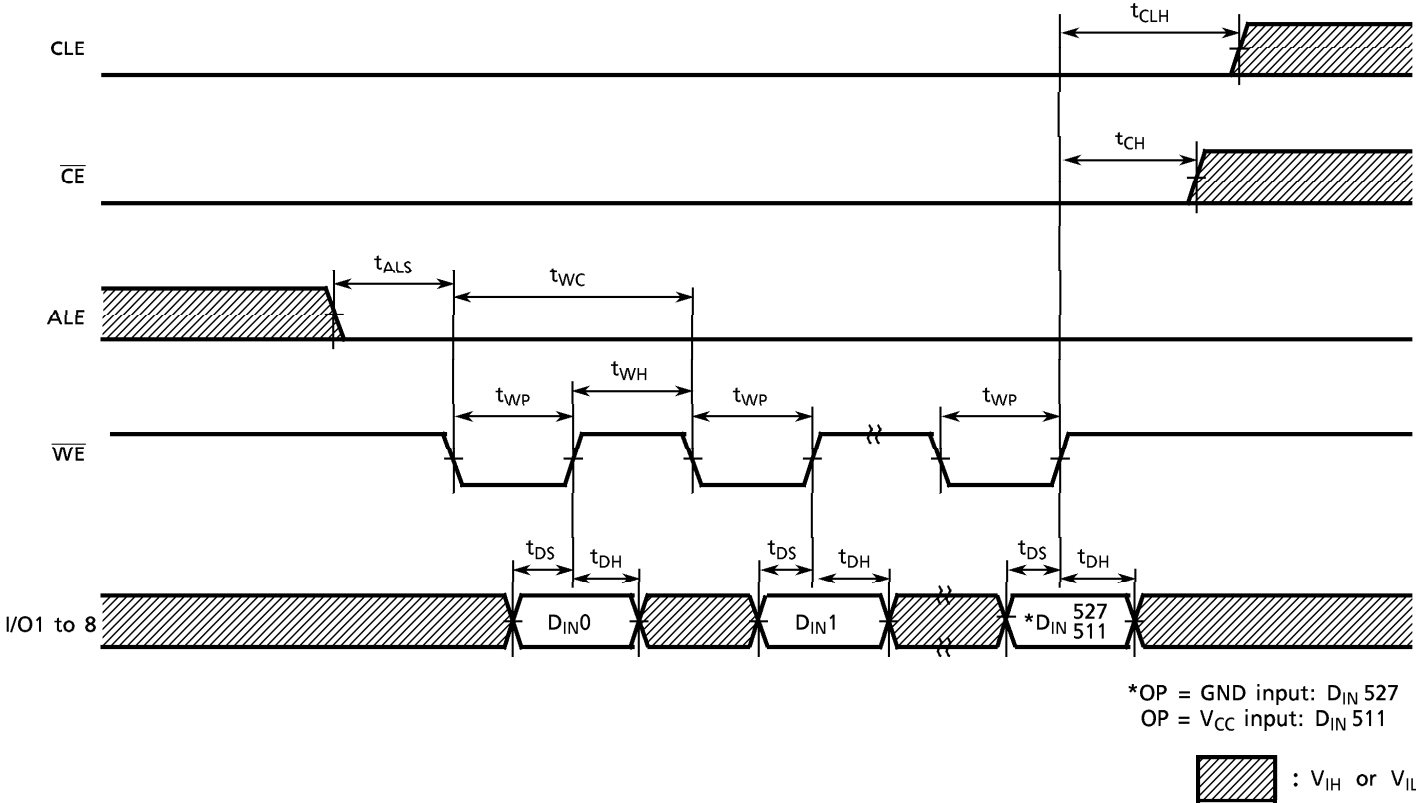 tCLH
CLE
tCH
CE
tALS
tWC
ALE
tWH
tWP
tWP
tWP
WE
tDS
tDH
tDS
tDH
tDS
tDH
I/O1 to 8
DIN0
DIN1
*DIN 527
511
*OP = GND input: DIN 527
OP = VCC input: DIN 511
: VIH or VIL